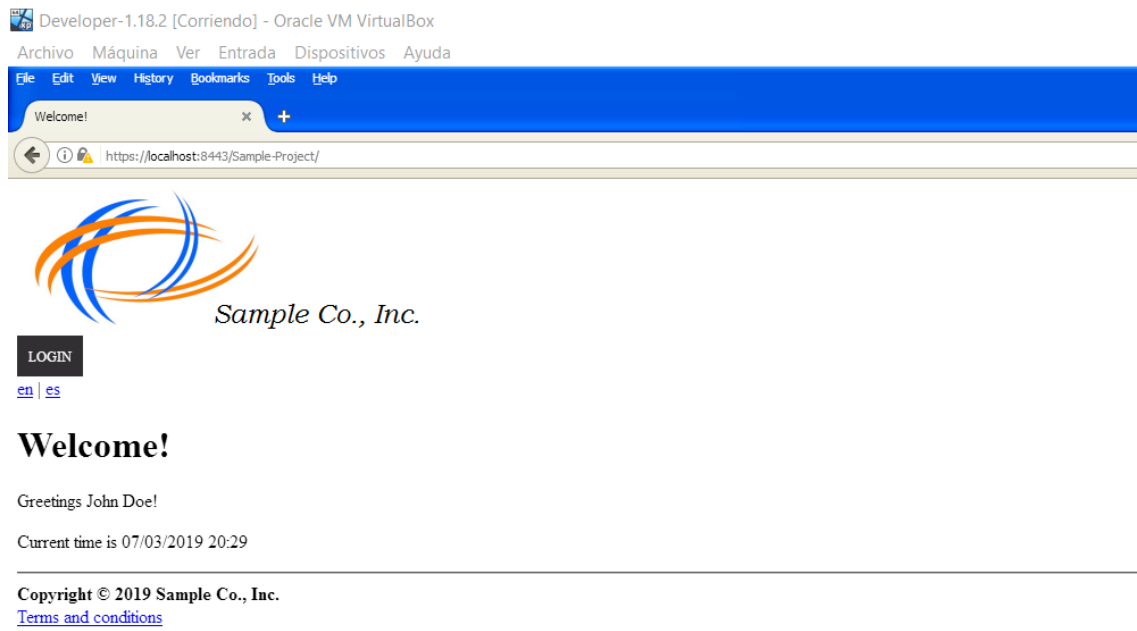 Developer-1.18.2 [Corriendo] - Oracle VM VirtualBox
Archivo Máquina Ver Entrada Dispositivos Ayuda
File Edit View History Bookmarks Tools Help
Welcome!
https://localhost:8443/Sample-Project/
Sample Co., Inc.
LOGIN
en | es
Welcome!
Greetings John Doe!
Current time is 07/03/2019 20:29
Copyright © 2019 Sample Co., Inc.
Terms and conditions